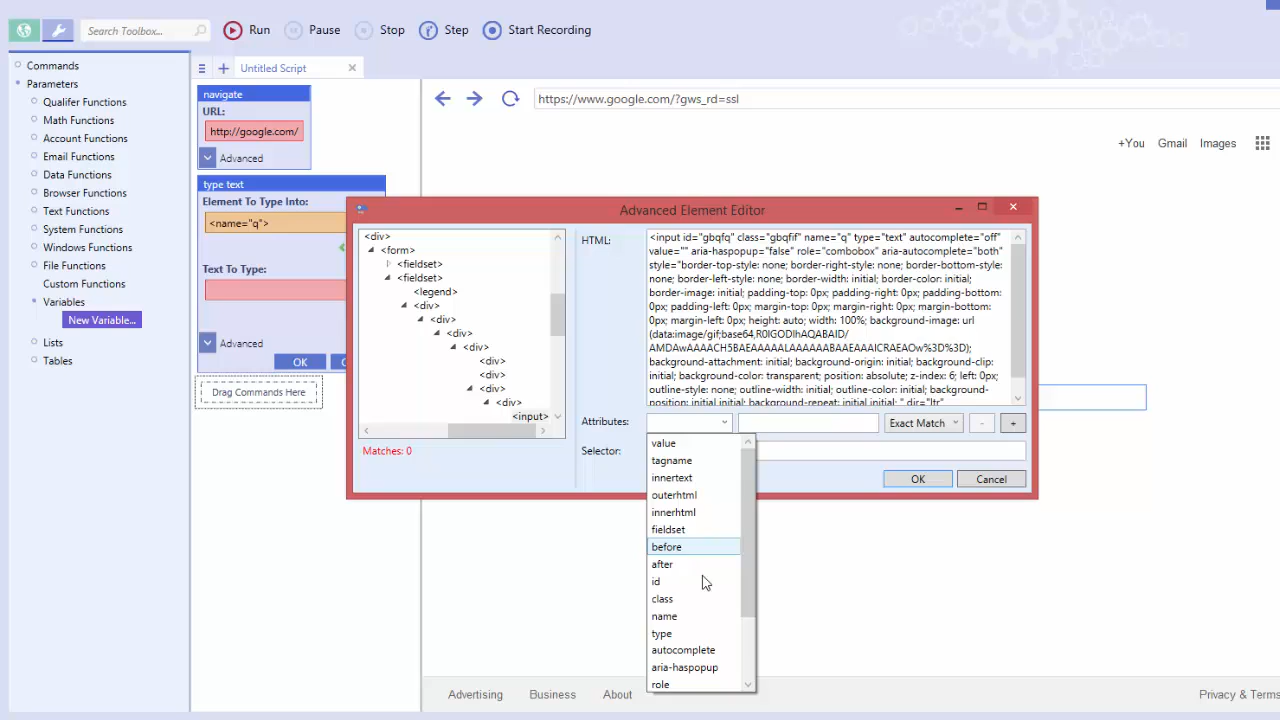 Search Toolbox...
Run
Pause
Stop
Step
Start Recording
Commands
Parameters
Qualifer Functions
Math Functions
Account Functions
Email Functions
Data Functions
Browser Functions
Text Functions
System Functions
Windows Functions
File Functions
Custom Functions
Variables
New Variable...
Lists
Tables
Untitled Script
navigate
URL:
http://google.com/
Advanced
type text
Element To Type Into:
<name="q">
Text To Type:
Advanced
OK
Drag Commands Here
https://www.google.com/?gws_rd=ssl
+You
Gmail
Images
Advanced Element Editor
<div>
<form>
<fieldset>
<fieldset>
<legend>
<div>
<div>
<div>
<div>
<div>
<div>
<div>
<div>
<input>
Matches: 0
HTML:
<input id="gbqfq" class="gbqfif" name="q" type="text" autocomplete="off"
value="" aria-haspopup="false" role="combobox" aria-autocomplete="both"
style="border-top-style: none; border-right-style: none; border-bottom-style:
none; border-left-style: none; border-width: initial; border-color: initial;
border-image: initial; padding-top: 0px; padding-right: 0px; padding-bottom:
0px; padding-left: 0px; margin-top: 0px; margin-right: 0px; margin-bottom:
0px; margin-left: 0px; height: auto; width: 100%; background-image: url
(data:image/gif;base64,R0lGODlhAQABAID/
AMDAwAAAACH5BAEAAAAALAAAAAABAAEAAAICRAEAOw%3D%3D);
background-attachment: initial; background-origin: initial; background-clip:
initial; background-color: transparent; position: absolute; z-index: 6; left: 0px;
outline-style: none; outline-width: initial; outline-color: initial; background-
position: initial initial; background-repeat: initial initial; " dir="ltr"
Attributes:
Exact Match
-
+
Selector:
OK
Cancel
value
tagname
innertext
outerhtml
innerhtml
fieldset
before
after
id
class
name
type
autocomplete
aria-haspopup
role
Advertising
Business
About
Privacy & Terms